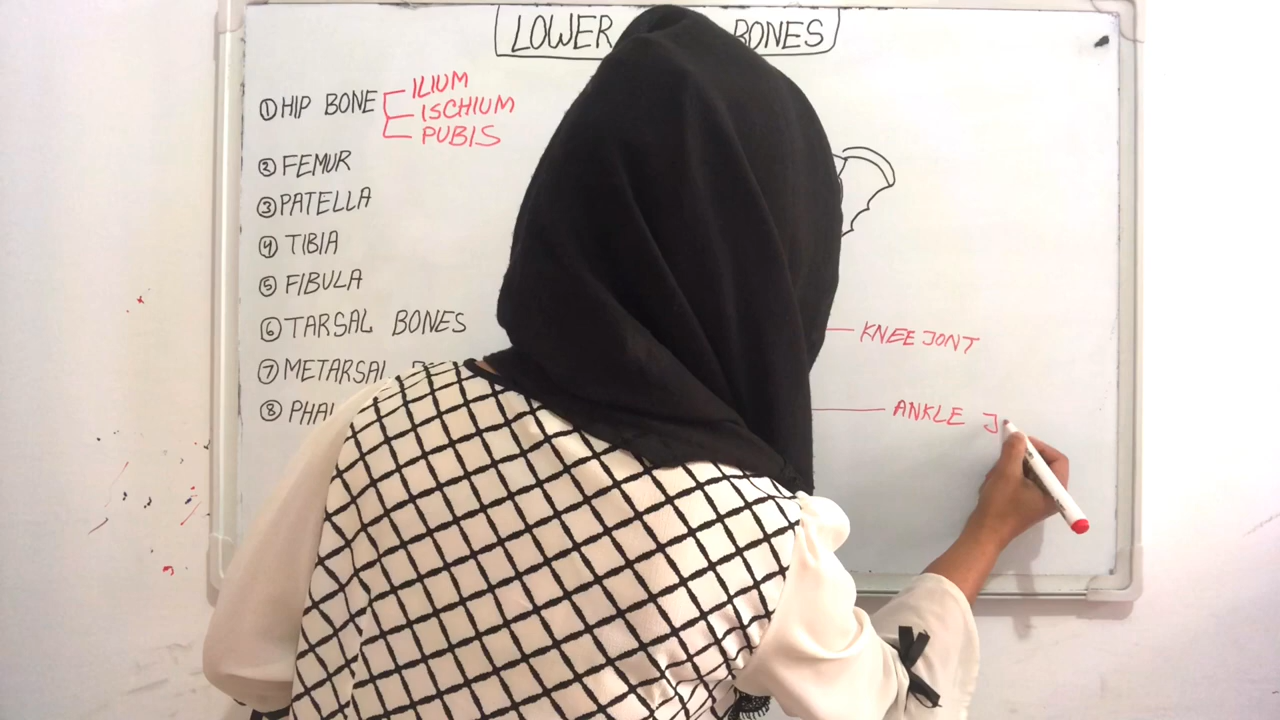 LOWER BONES
① HIP BONE
ILIUM
ISCHIUM
PUBIS
② FEMUR
③ PATELLA
④ TIBIA
⑤ FIBULA
⑥ TARSAL BONES
⑦ METARSAL
⑧ PHAL
KNEE JONT
ANKLE J